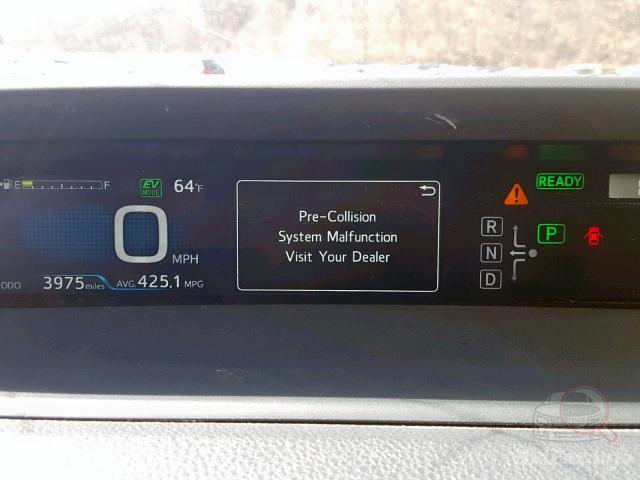 E F
EV
MODE
64°F
READY
0 MPH
Pre-Collision
System Malfunction
Visit Your Dealer
R
N
D
P
ODO 3975 miles
AVG. 425.1 MPG